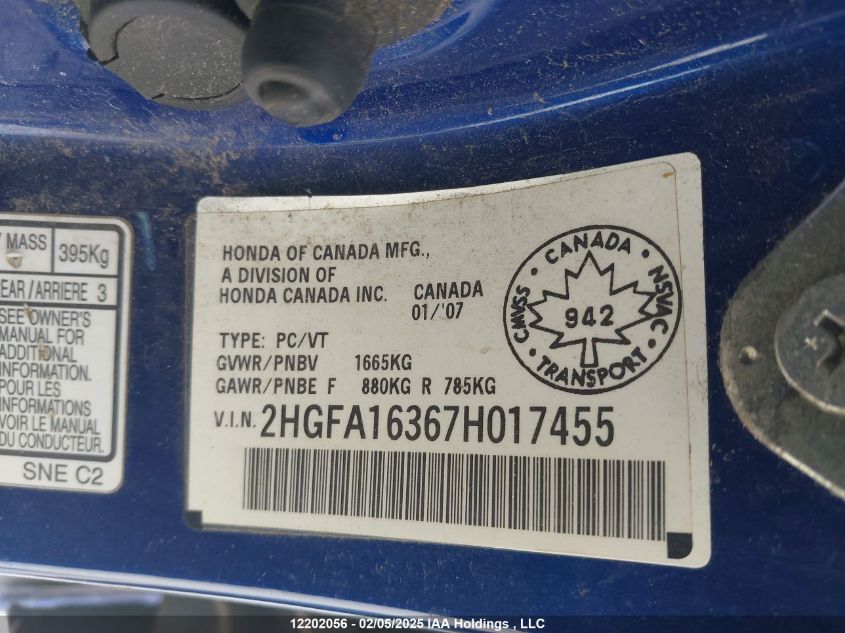 Y MASS 395Kg
EAR/ARRIERE 3
SEE OWNER'S
MANUAL FOR
ADDITIONAL
INFORMATION.
POUR LES
INFORMATIONS
VOIR LE MANUAL
DU CONDUCTEUR.
SNE C2
HONDA OF CANADA MFG.,
A DIVISION OF
HONDA CANADA INC. CANADA
01/'07
TYPE: PC/VT
GVWR/PNBV 1665KG
GAWR/PNBE F 880KG R 785KG
V.I.N. 2HGFA16367H017455
CANADA
CMVSS · NSVAC
942
TRANSPORT
12202056 - 02/05/2025 IAA Holdings , LLC